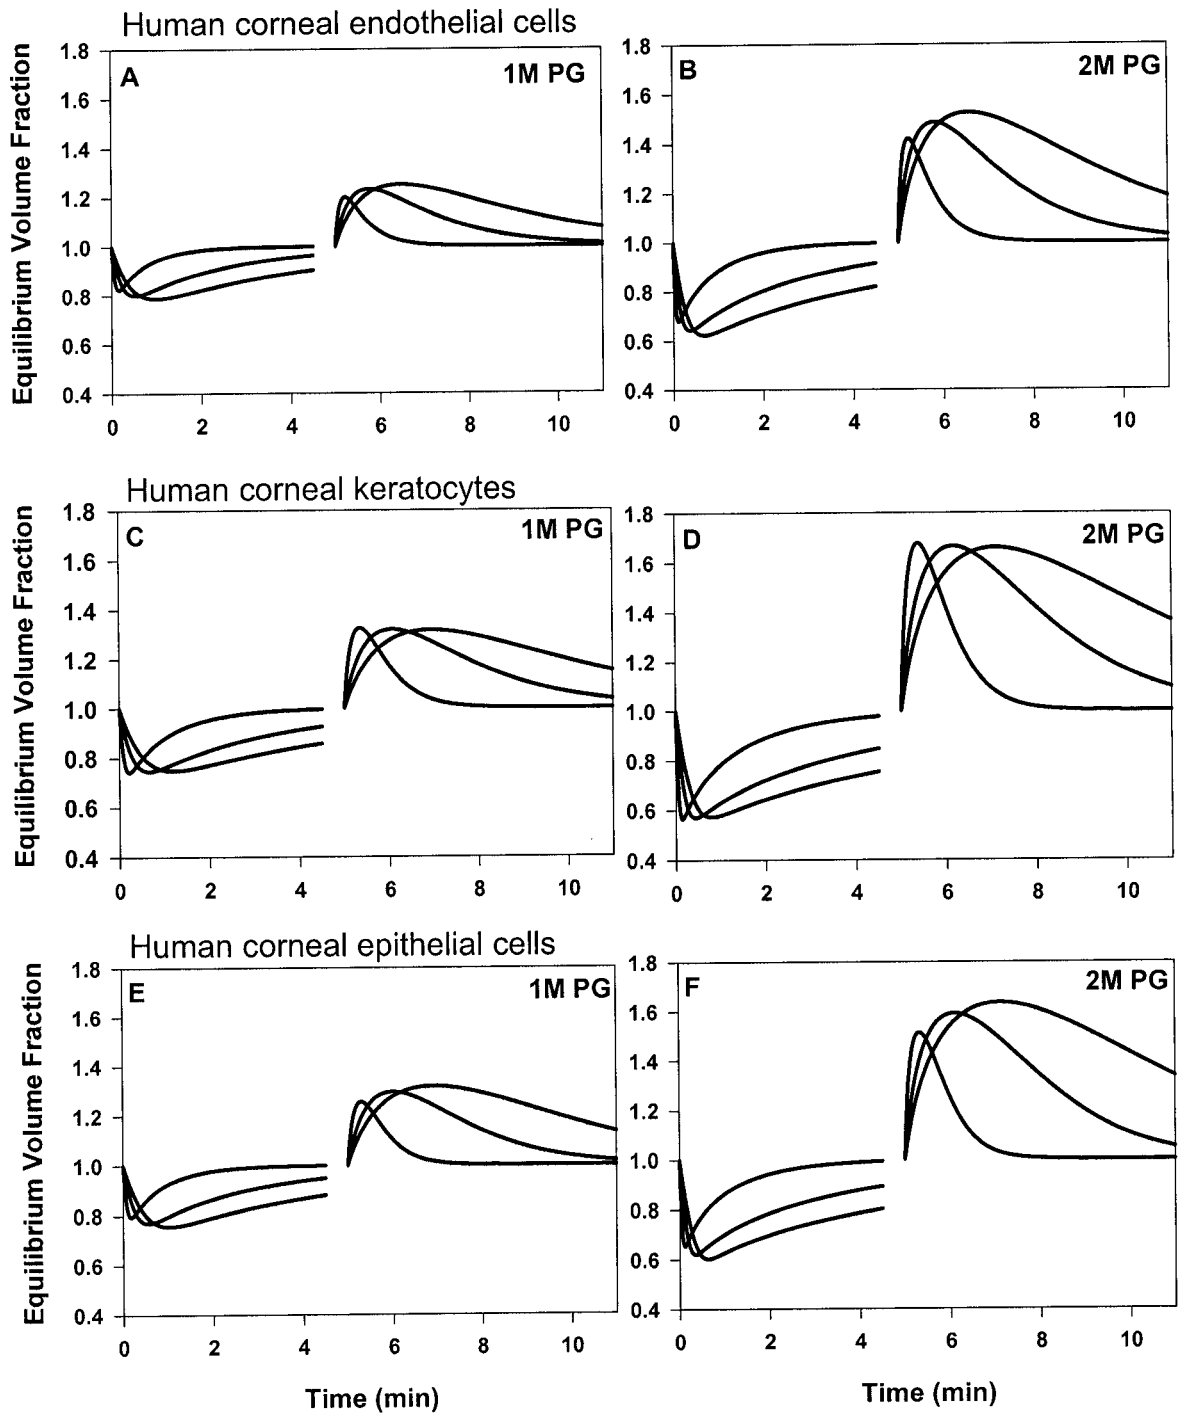 Human corneal endothelial cells
A
1M PG
B
2M PG
Equilibrium Volume Fraction
1.8
1.6
1.4
1.2
1.0
0.8
0.6
0.4
1.8
1.6
1.4
1.2
1.0
0.8
0.6
0.4
0 2 4 6 8 10
0 2 4 6 8 10
Human corneal keratocytes
C
1M PG
D
2M PG
Equilibrium Volume Fraction
1.8
1.6
1.4
1.2
1.0
0.8
0.6
0.4
1.8
1.6
1.4
1.2
1.0
0.8
0.6
0.4
0 2 4 6 8 10
0 2 4 6 8 10
Human corneal epithelial cells
E
1M PG
F
2M PG
Equilibrium Volume Fraction
1.8
1.6
1.4
1.2
1.0
0.8
0.6
0.4
1.8
1.6
1.4
1.2
1.0
0.8
0.6
0.4
0 2 4 6 8 10
0 2 4 6 8 10
Time (min)
Time (min)